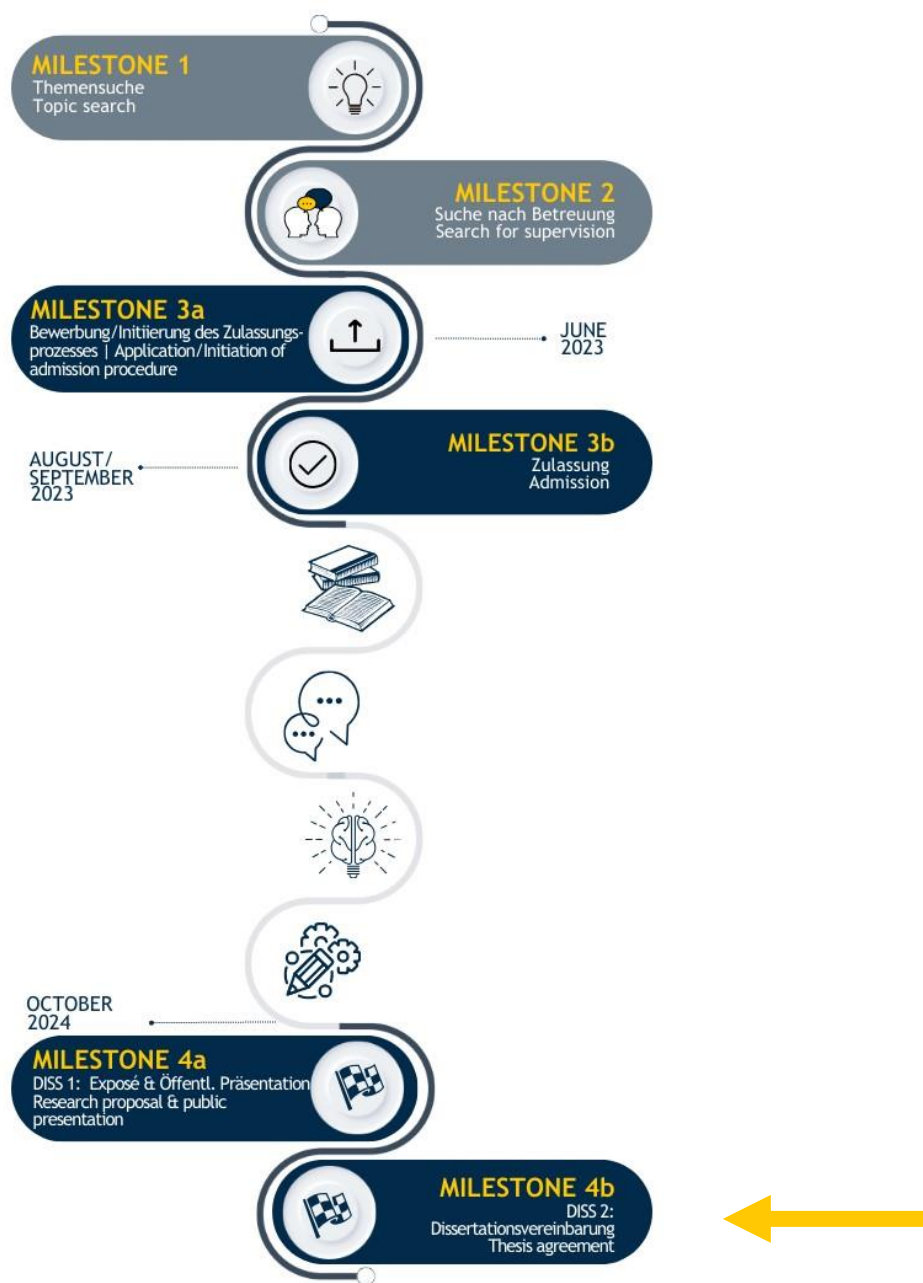 MILESTONE 1
Themensuche
Topic search
MILESTONE 2
Suche nach Betreuung
Search for supervision
MILESTONE 3a
Bewerbung/Initiierung des Zulassungs-
prozesses | Application/Initiation of
admission procedure
JUNE
2023
MILESTONE 3b
Zulassung
Admission
AUGUST/
SEPTEMBER
2023
OCTOBER
2024
MILESTONE 4a
DISS 1: Exposé & Öffentl. Präsentation
Research proposal & public
presentation
MILESTONE 4b
DISS 2:
Dissertationsvereinbarung
Thesis agreement